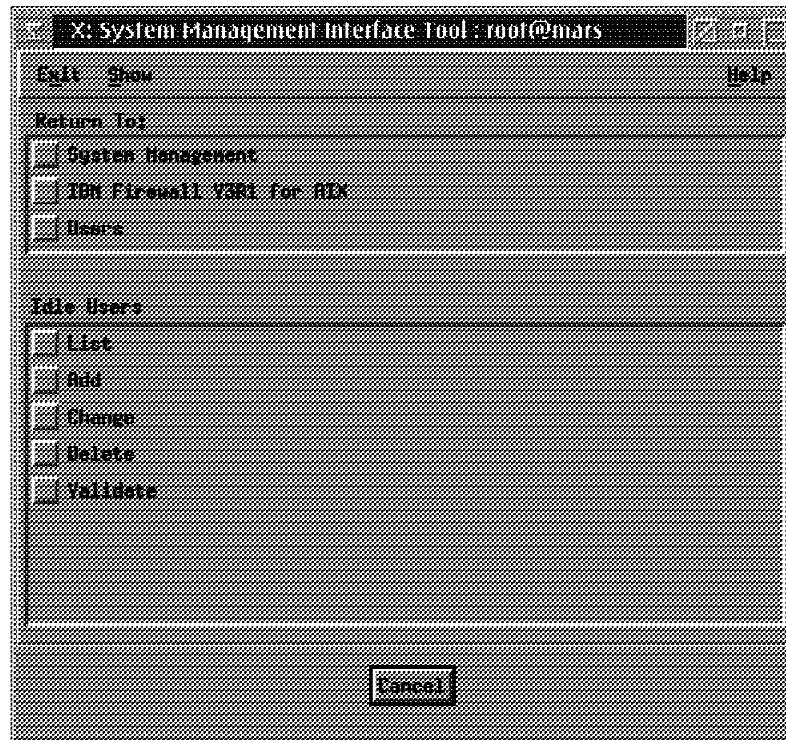 X: System Management Interface Tool : root@mars
Exit Show Help
Return To:
System Management
IBM Firewall V3R1 for AIX
Users
Idle Users
List
Add
Change
Delete
Validate
Cancel